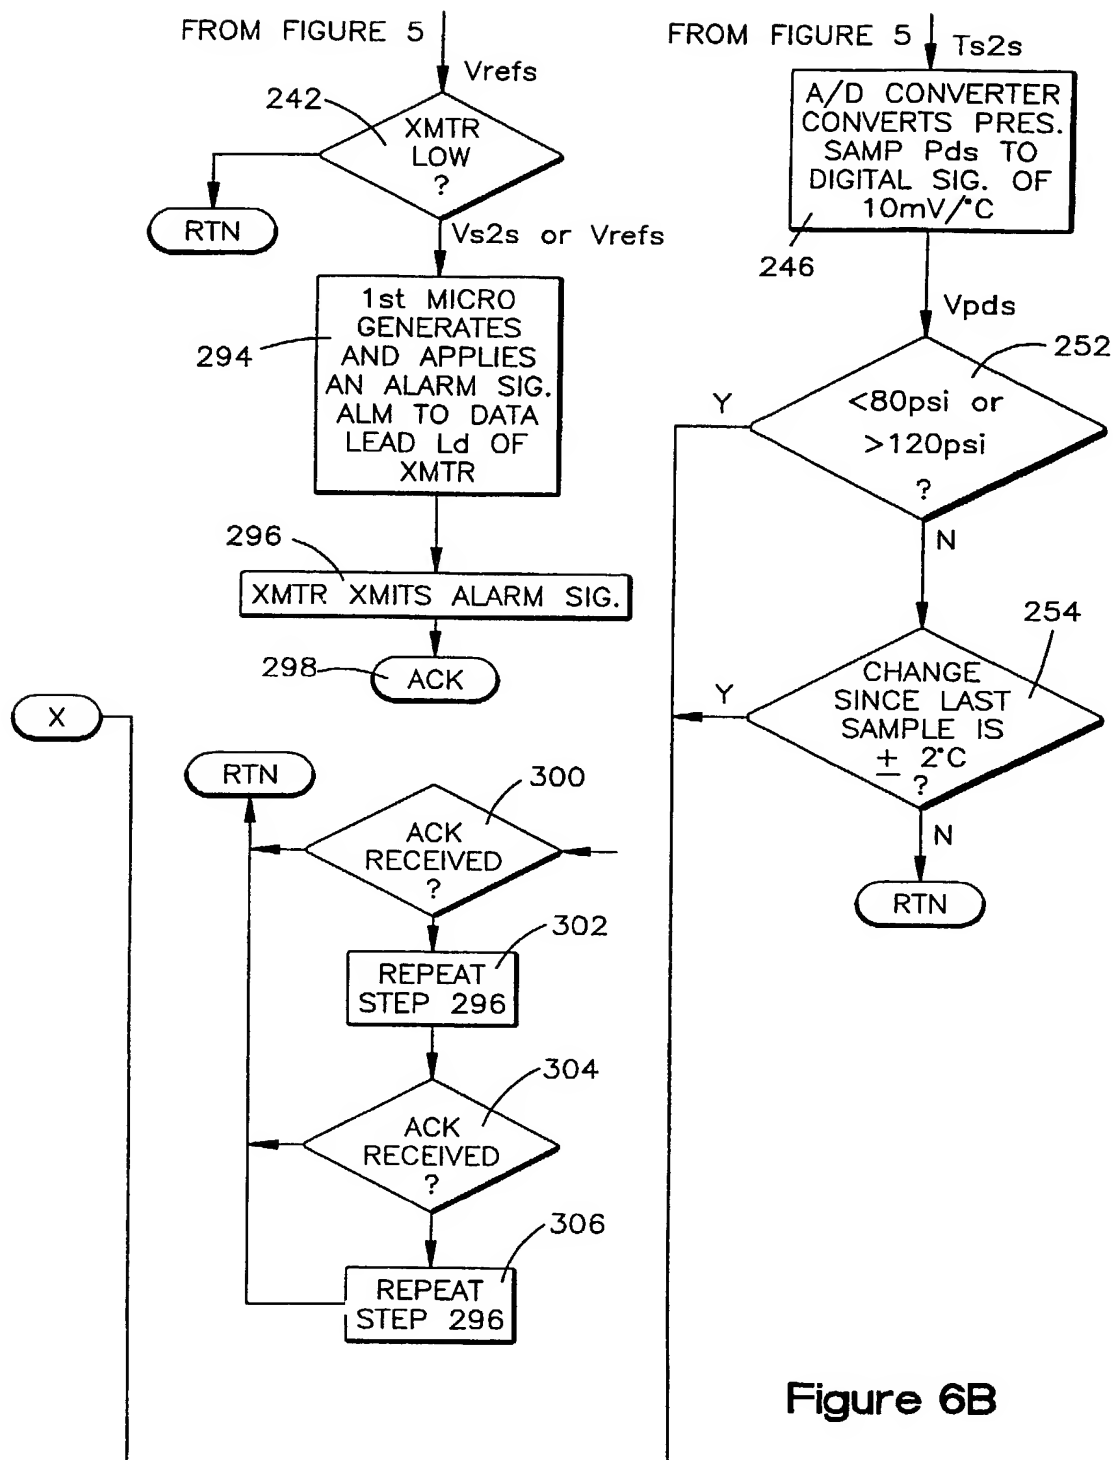 FROM FIGURE 5
Vrefs
242
XMTR
LOW
?
RTN
Vs2s or Vrefs
294
1st MICRO
GENERATES
AND APPLIES
AN ALARM SIG.
ALM TO DATA
LEAD Ld OF
XMTR
296
XMTR XMITS ALARM SIG.
298
ACK
X
RTN
300
ACK
RECEIVED
?
302
REPEAT
STEP 296
304
ACK
RECEIVED
?
306
REPEAT
STEP 296
FROM FIGURE 5
Ts2s
A/D CONVERTER
CONVERTS PRES.
SAMP Pds TO
DIGITAL SIG. OF
10mV/°C
246
Vpds
252
<80psi or
>120psi
?
Y
N
254
CHANGE
SINCE LAST
SAMPLE IS
± 2°C
?
Y
N
RTN
Figure 6B